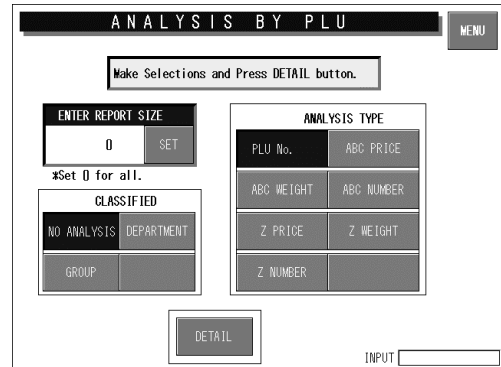 ANALYSIS BY PLU
MENU
Make Selections and Press DETAIL button.
ENTER REPORT SIZE
0
SET
*Set 0 for all.
CLASSIFIED
NO ANALYSIS
DEPARTMENT
GROUP
ANALYSIS TYPE
PLU No.
ABC PRICE
ABC WEIGHT
ABC NUMBER
Z PRICE
Z WEIGHT
Z NUMBER
DETAIL
INPUT